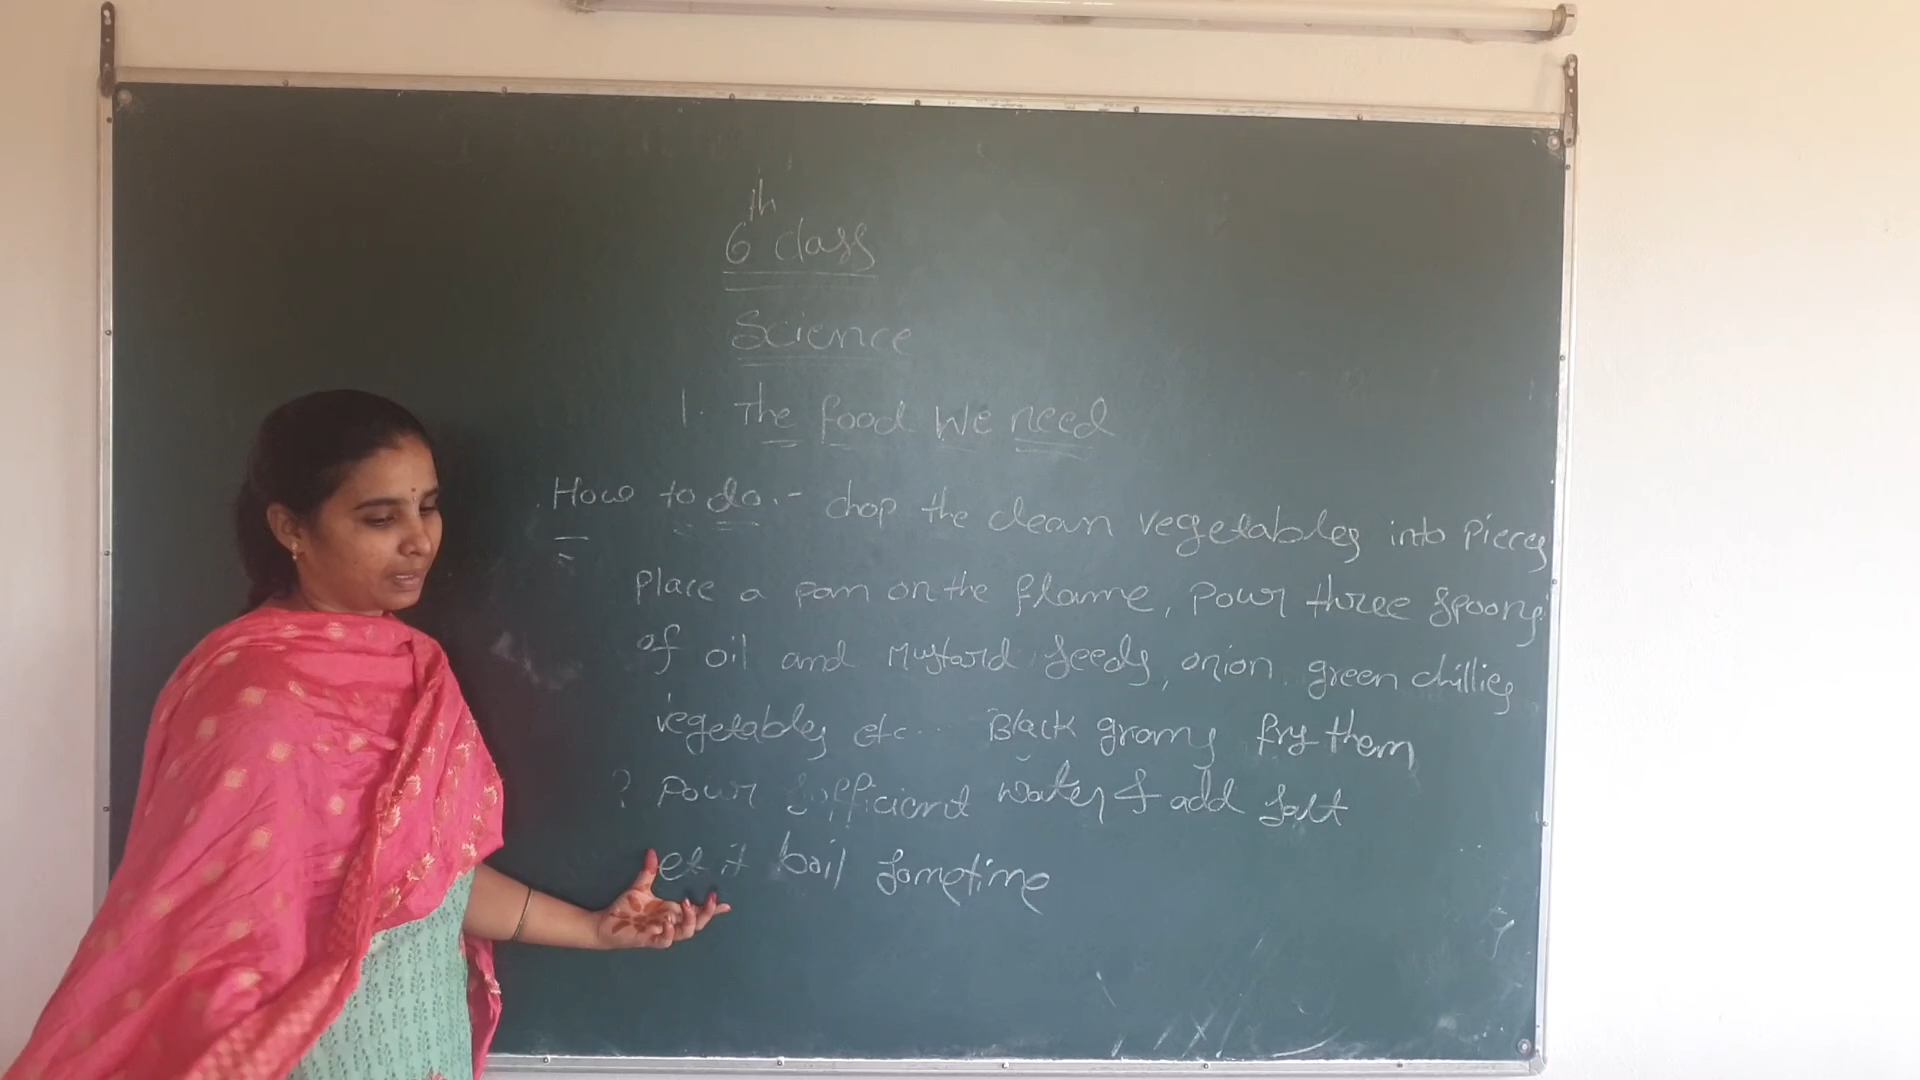 6th class
Science
1. The food we need
How to do:- chop the clean vegetables into pieces
Place a pan on the flame, pour three spoons
of oil and mustard seeds, onion green chillies
vegetables etc... Black grams fry them
? Pour sufficient water & add salt
et it boil sometime